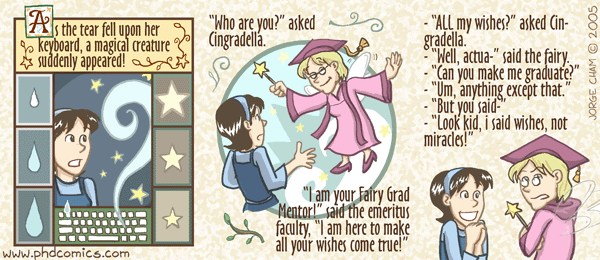 As the tear fell upon her
keyboard, a magical creature
suddenly appeared!
www.phdcomics.com
"Who are you?" asked
Cingradella.
"I am your Fairy Grad
Mentor!" said the emeritus
faculty, "I am here to make
all your wishes come true!"
- "ALL my wishes?" asked Cin-
gradella.
- "Well, actua-" said the fairy.
- "Can you make me graduate?"
- "Um, anything except that."
- "But you said-"
- "Look kid, i said wishes, not
miracles!"
JORGE CHAM © 2005